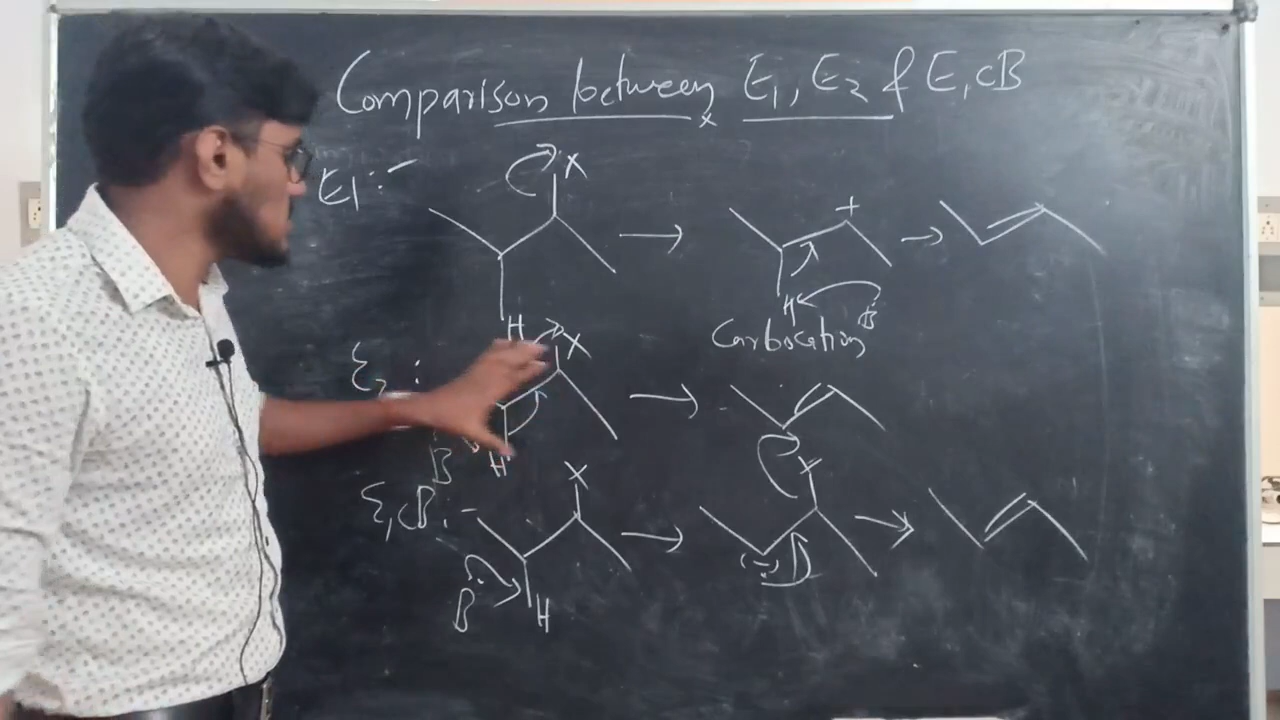 Comparison between E1, E2 & E1cB
E1:- X X + H
H B:
Carbocation
E2 : X
B H
E1cB:- X X
B: H (-)